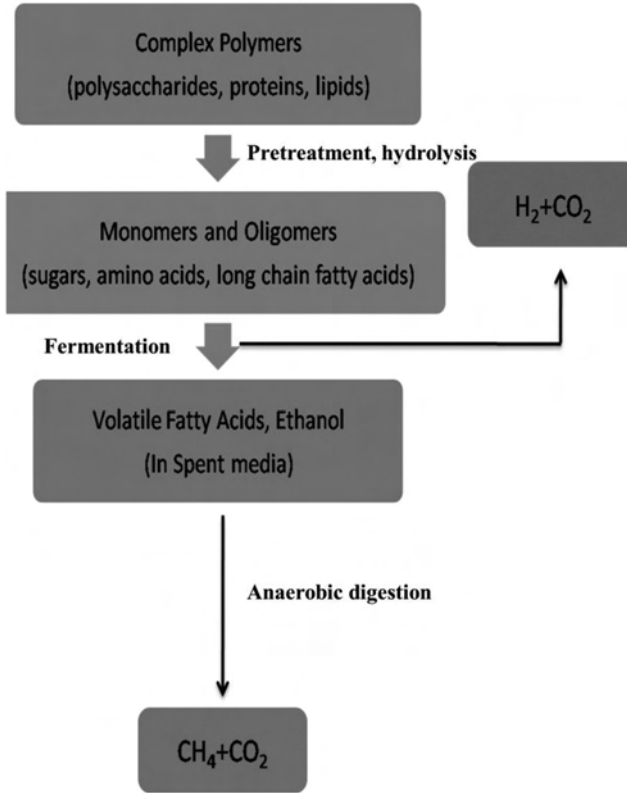 Complex Polymers
(polysaccharides, proteins, lipids)
Pretreatment, hydrolysis
H₂+CO₂
Monomers and Oligomers
(sugars, amino acids, long chain fatty acids)
Fermentation
Volatile Fatty Acids, Ethanol
(In Spent media)
Anaerobic digestion
CH₄+CO₂